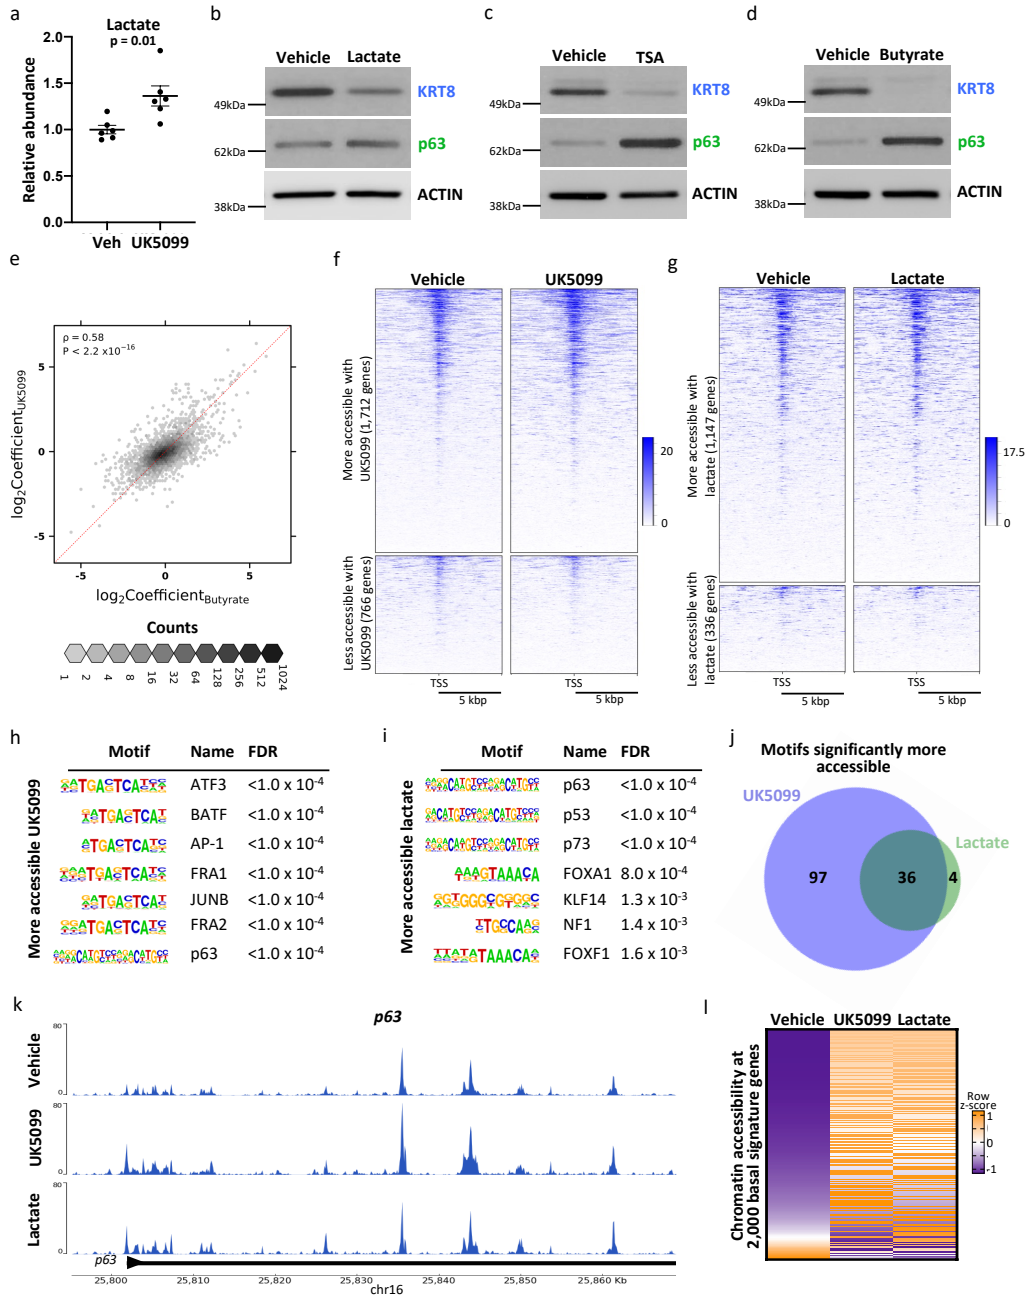 a
Lactate
p = 0.01
Relative abundance
2.0
1.5
1.0
0.5
0.0
Veh UK5099
b
Vehicle Lactate
KRT8
49kDa
p63
62kDa
ACTIN
38kDa
c
Vehicle TSA
KRT8
49kDa
p63
62kDa
ACTIN
38kDa
d
Vehicle Butyrate
KRT8
49kDa
p63
62kDa
ACTIN
38kDa
e
ρ = 0.58
P < 2.2 x10⁻¹⁶
log₂Coefficient_UK5099
5
0
-5
-5 0 5
log₂Coefficient_Butyrate
Counts
1 2 4 8 16 32 64 128 256 512 1024
f
Vehicle UK5099
More accessible with
UK5099 (1,712 genes)
Less accessible with
UK5099 (766 genes)
20
0
TSS TSS
5 kbp 5 kbp
g
Vehicle Lactate
More accessible with
lactate (1,147 genes)
Less accessible with
lactate (336 genes)
17.5
0
TSS TSS
5 kbp 5 kbp
h
More accessible UK5099
Motif Name FDR
ATF3 <1.0 x 10⁻⁴
BATF <1.0 x 10⁻⁴
AP-1 <1.0 x 10⁻⁴
FRA1 <1.0 x 10⁻⁴
JUNB <1.0 x 10⁻⁴
FRA2 <1.0 x 10⁻⁴
p63 <1.0 x 10⁻⁴
i
More accessible lactate
Motif Name FDR
p63 <1.0 x 10⁻⁴
p53 <1.0 x 10⁻⁴
p73 <1.0 x 10⁻⁴
FOXA1 8.0 x 10⁻⁴
KLF14 1.3 x 10⁻³
NF1 1.4 x 10⁻³
FOXF1 1.6 x 10⁻³
j
Motifs significantly more
accessible
UK5099
Lactate
97 36 4
k
p63
Vehicle
80
0
UK5099
80
0
Lactate
80
0
p63
25,800 25,810 25,820 25,830 25,840 25,850 25,860 Kb
chr16
l
Vehicle UK5099 Lactate
Chromatin accessibility at
2,000 basal signature genes
Row
z-score
1
0
-1